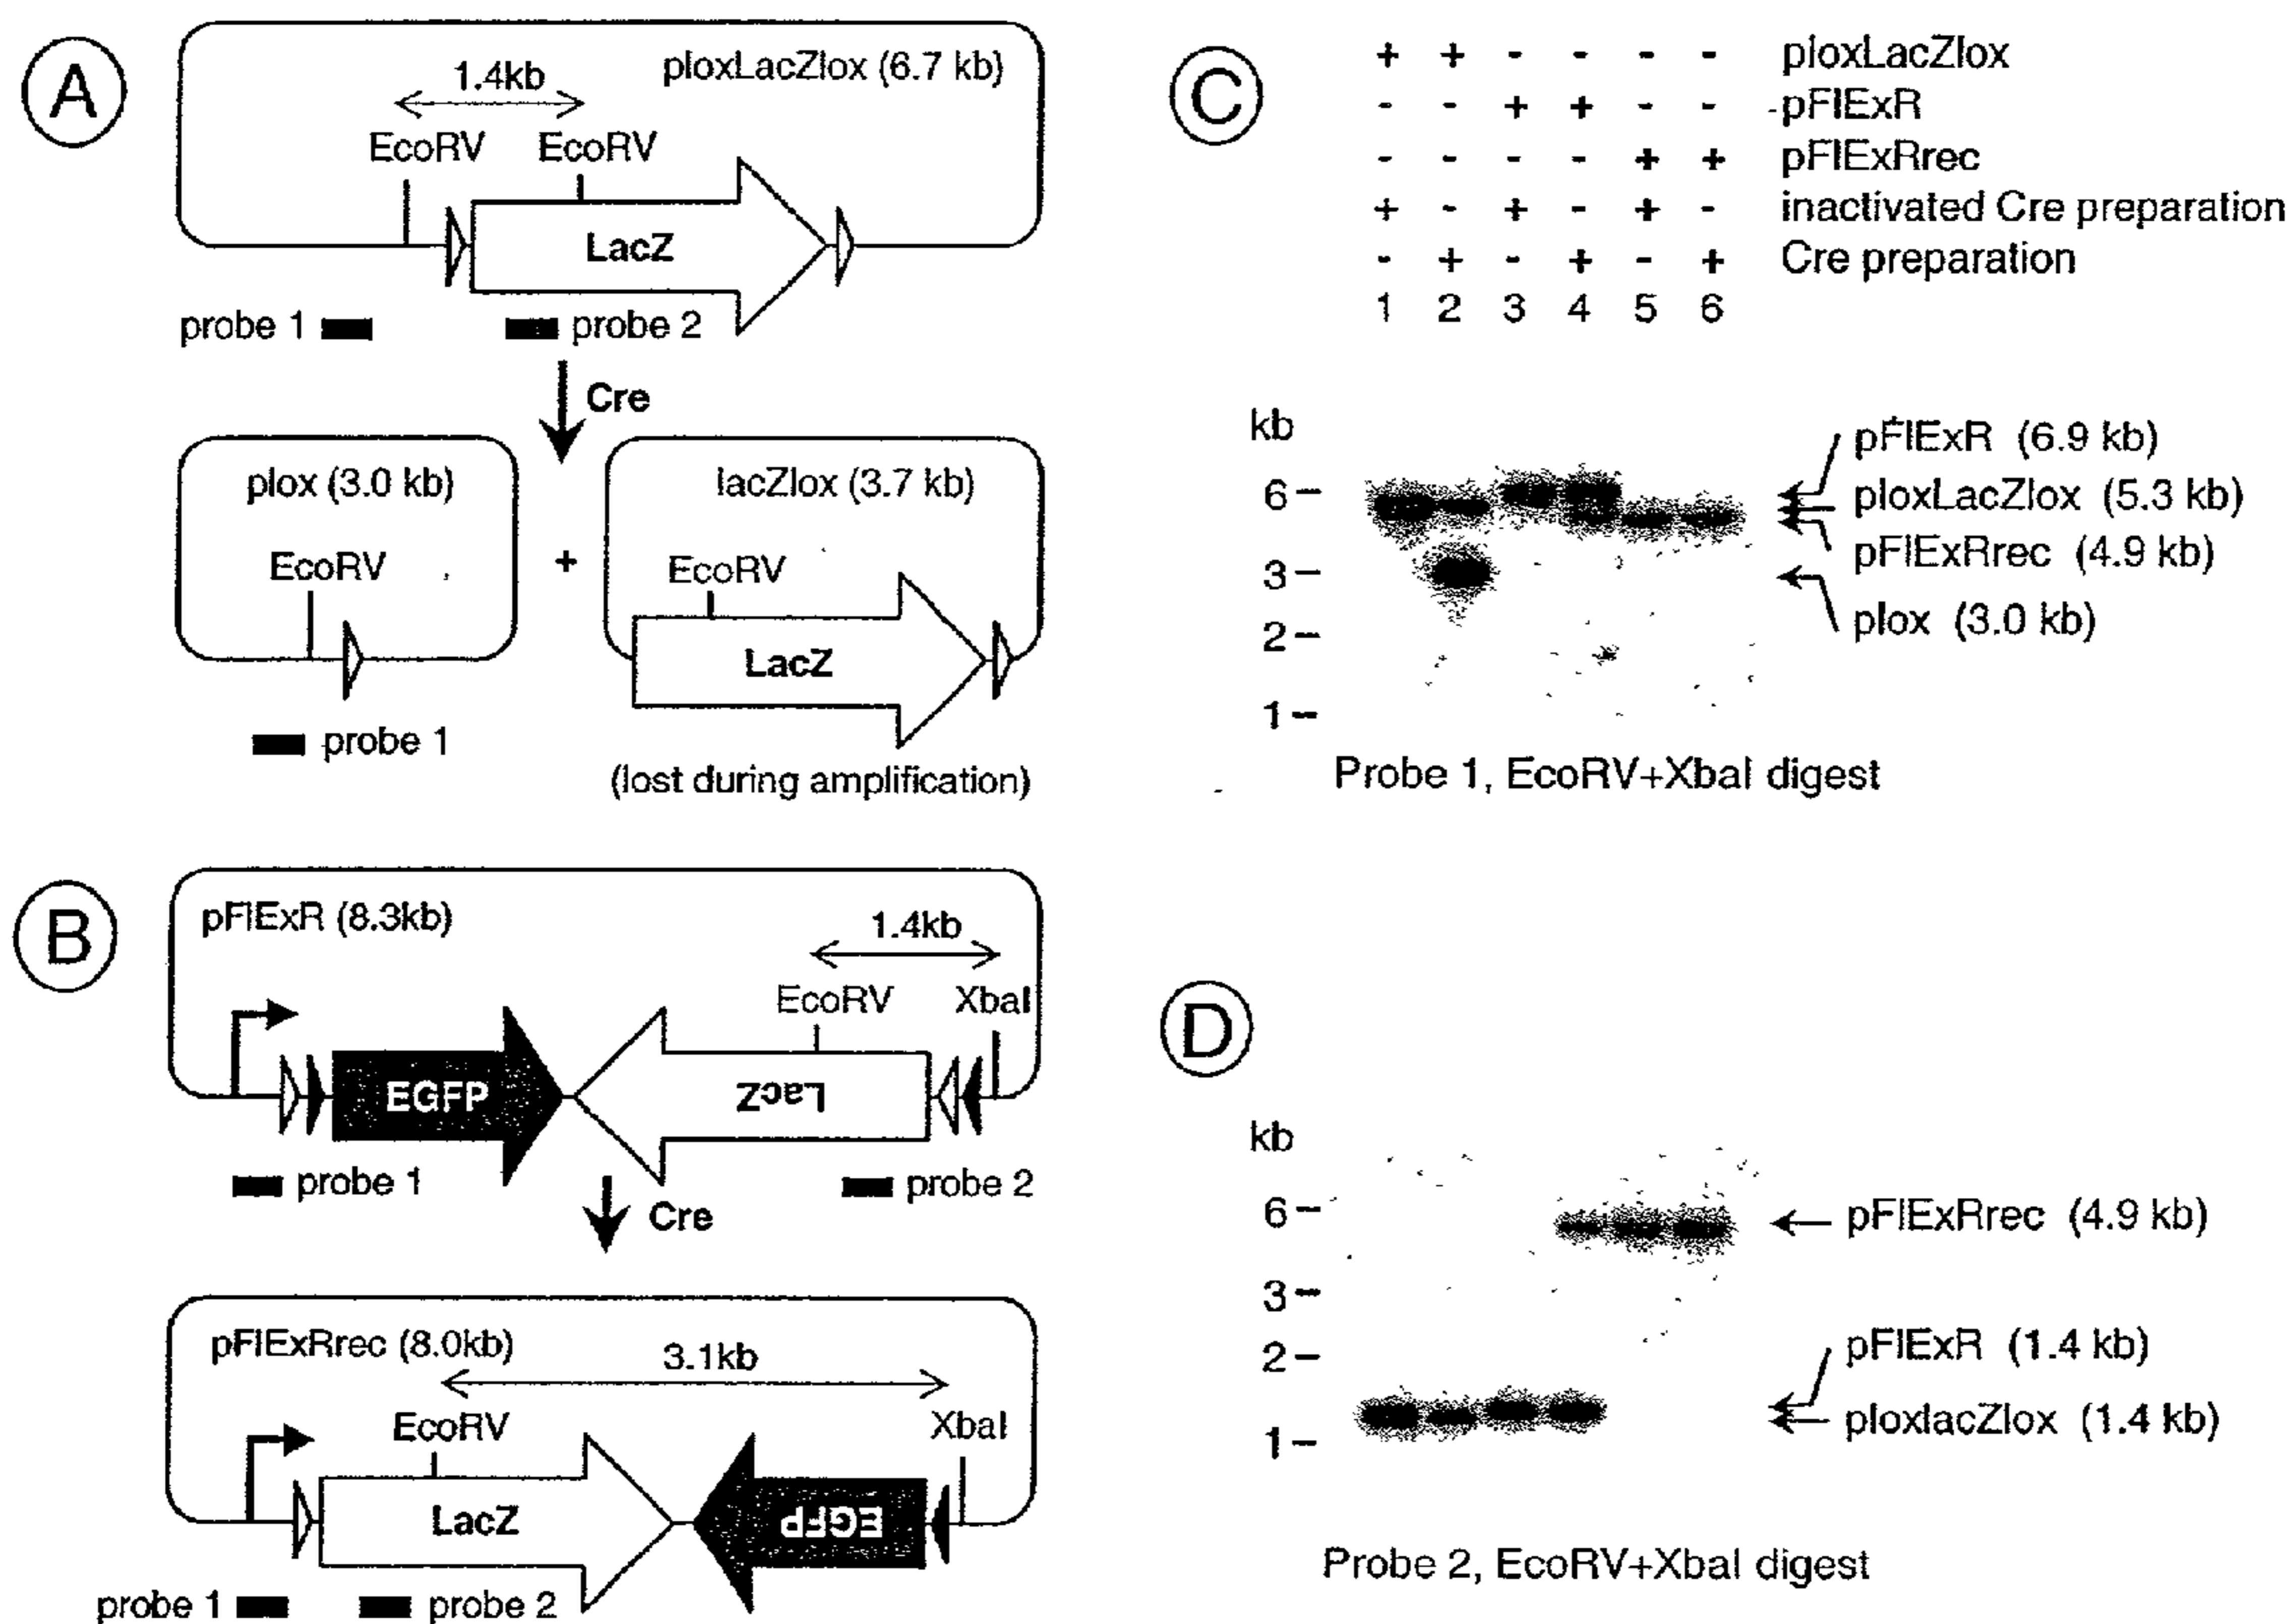 A
ploxLacZlox (6.7 kb)
1.4kb
EcoRV EcoRV
LacZ
probe 1 probe 2
Cre
plox (3.0 kb)
EcoRV
probe 1
+
lacZlox (3.7 kb)
EcoRV
LacZ
(lost during amplification)
B
pFlExR (8.3kb)
1.4kb
EcoRV XbaI
EGFP LacZ
probe 1 probe 2
Cre
pFlExRrec (8.0kb)
3.1kb
EcoRV XbaI
LacZ EGFP
probe 1 probe 2
C
+ + - - - - ploxLacZlox
- - + + - - pFlExR
- - - - + + pFlExRrec
+ - + - + - inactivated Cre preparation
- + - + - + Cre preparation
1 2 3 4 5 6
kb
6
3
2
1
pFlExR (6.9 kb)
ploxLacZlox (5.3 kb)
pFlExRrec (4.9 kb)
plox (3.0 kb)
Probe 1, EcoRV+XbaI digest
D
kb
6
3
2
1
pFlExRrec (4.9 kb)
pFlExR (1.4 kb)
ploxlacZlox (1.4 kb)
Probe 2, EcoRV+XbaI digest